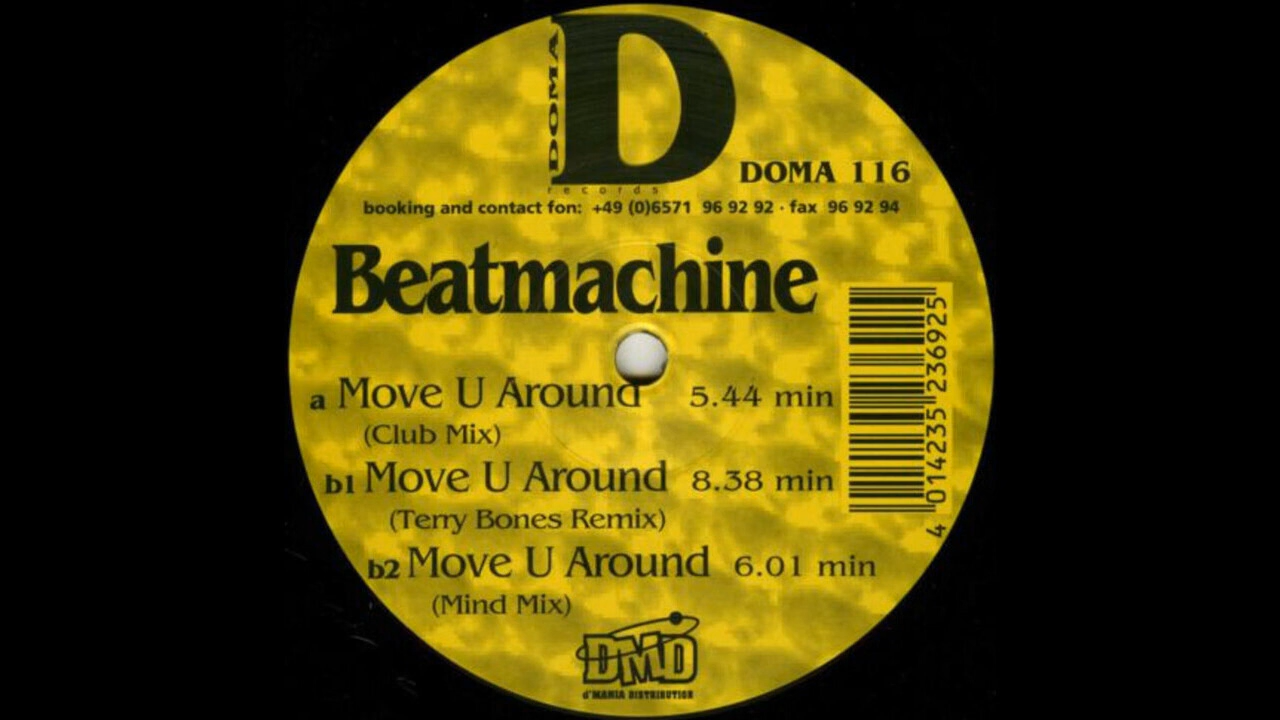 DOMA
D
records
DOMA 116
booking and contact fon: +49 (0)6571 96 92 92 · fax 96 92 94
Beatmachine
a Move U Around 5.44 min
(Club Mix)
b1 Move U Around 8.38 min
(Terry Bones Remix)
b2 Move U Around 6.01 min
(Mind Mix)
4 014235 236925
DMD
d'MANIA DISTRIBUTION